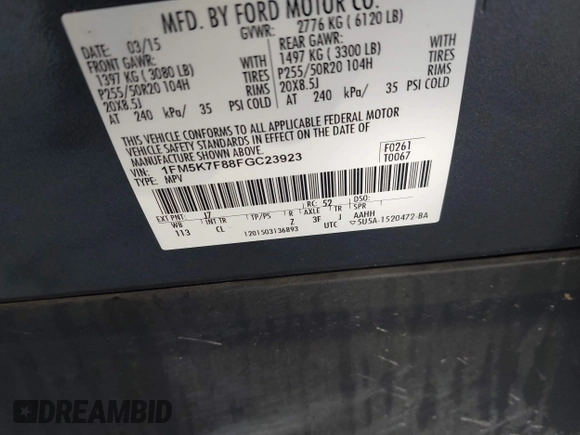 MFD. BY FORD MOTOR CO.
DATE: 03/15 GVWR: 2776 KG ( 6120 LB)
FRONT GAWR: REAR GAWR:
1397 KG ( 3080 LB) WITH 1497 KG ( 3300 LB) WITH
P255/50R20 104H TIRES P255/50R20 104H TIRES
20X8.5J RIMS 20X8.5J RIMS
AT 240 kPa/ 35 PSI COLD AT 240 kPa/ 35 PSI COLD
THIS VEHICLE CONFORMS TO ALL APPLICABLE FEDERAL MOTOR
VEHICLE SAFETY STANDARDS IN EFFECT ON THE DATE OF
MANUFACTURE SHOWN ABOVE.
VIN: 1FM5K7F88FGC23923 F0261
TYPE: MPV T0067
EXT PNT: J7 RC: 52 DSO:
WB INT TR TP/PS R AXLE TR SPR
113 CL Z 3F J AAHH
1201503136893 UTC 5U5A-1520472-BA
DREAMBID